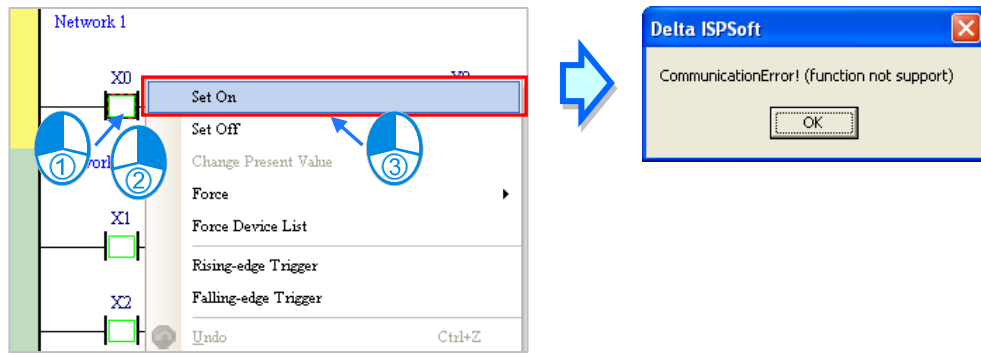 Network 1
X0
Set On
Set Off
Change Present Value
Force
Force Device List
Rising-edge Trigger
Falling-edge Trigger
Undo Ctrl+Z
X1
X2
①
②
③
Delta ISPSoft
CommunicationError! (function not support)
OK